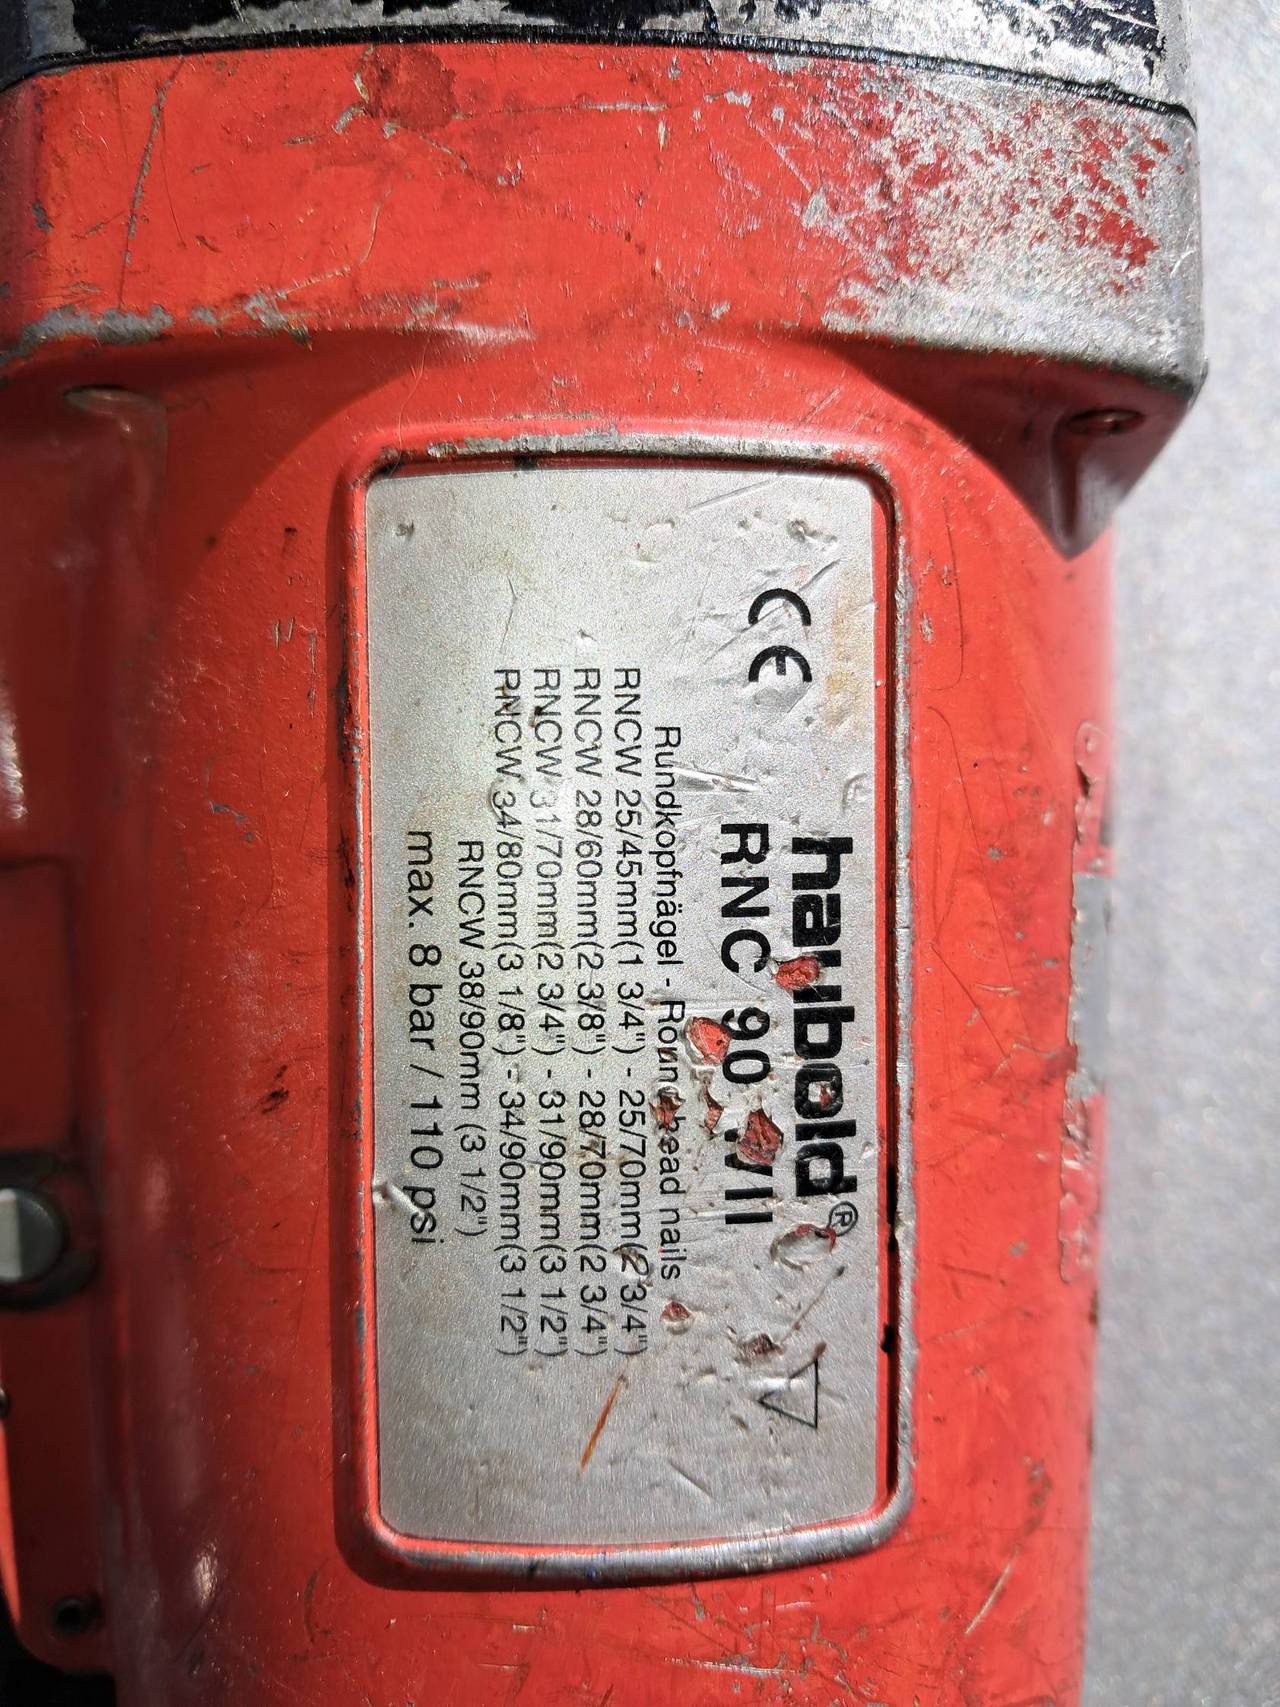 haubold®
CE RNC 90 WII
Rundkopfnägel - Round head nails
RNCW 25/45mm(1 3/4") - 25/70mm(2 3/4")
RNCW 28/60mm(2 3/8") - 28/70mm(2 3/4")
RNCW 31/70mm(2 3/4") - 31/90mm(3 1/2")
RNCW 34/80mm(3 1/8") - 34/90mm(3 1/2")
RNCW 38/90mm (3 1/2")
max. 8 bar / 110 psi